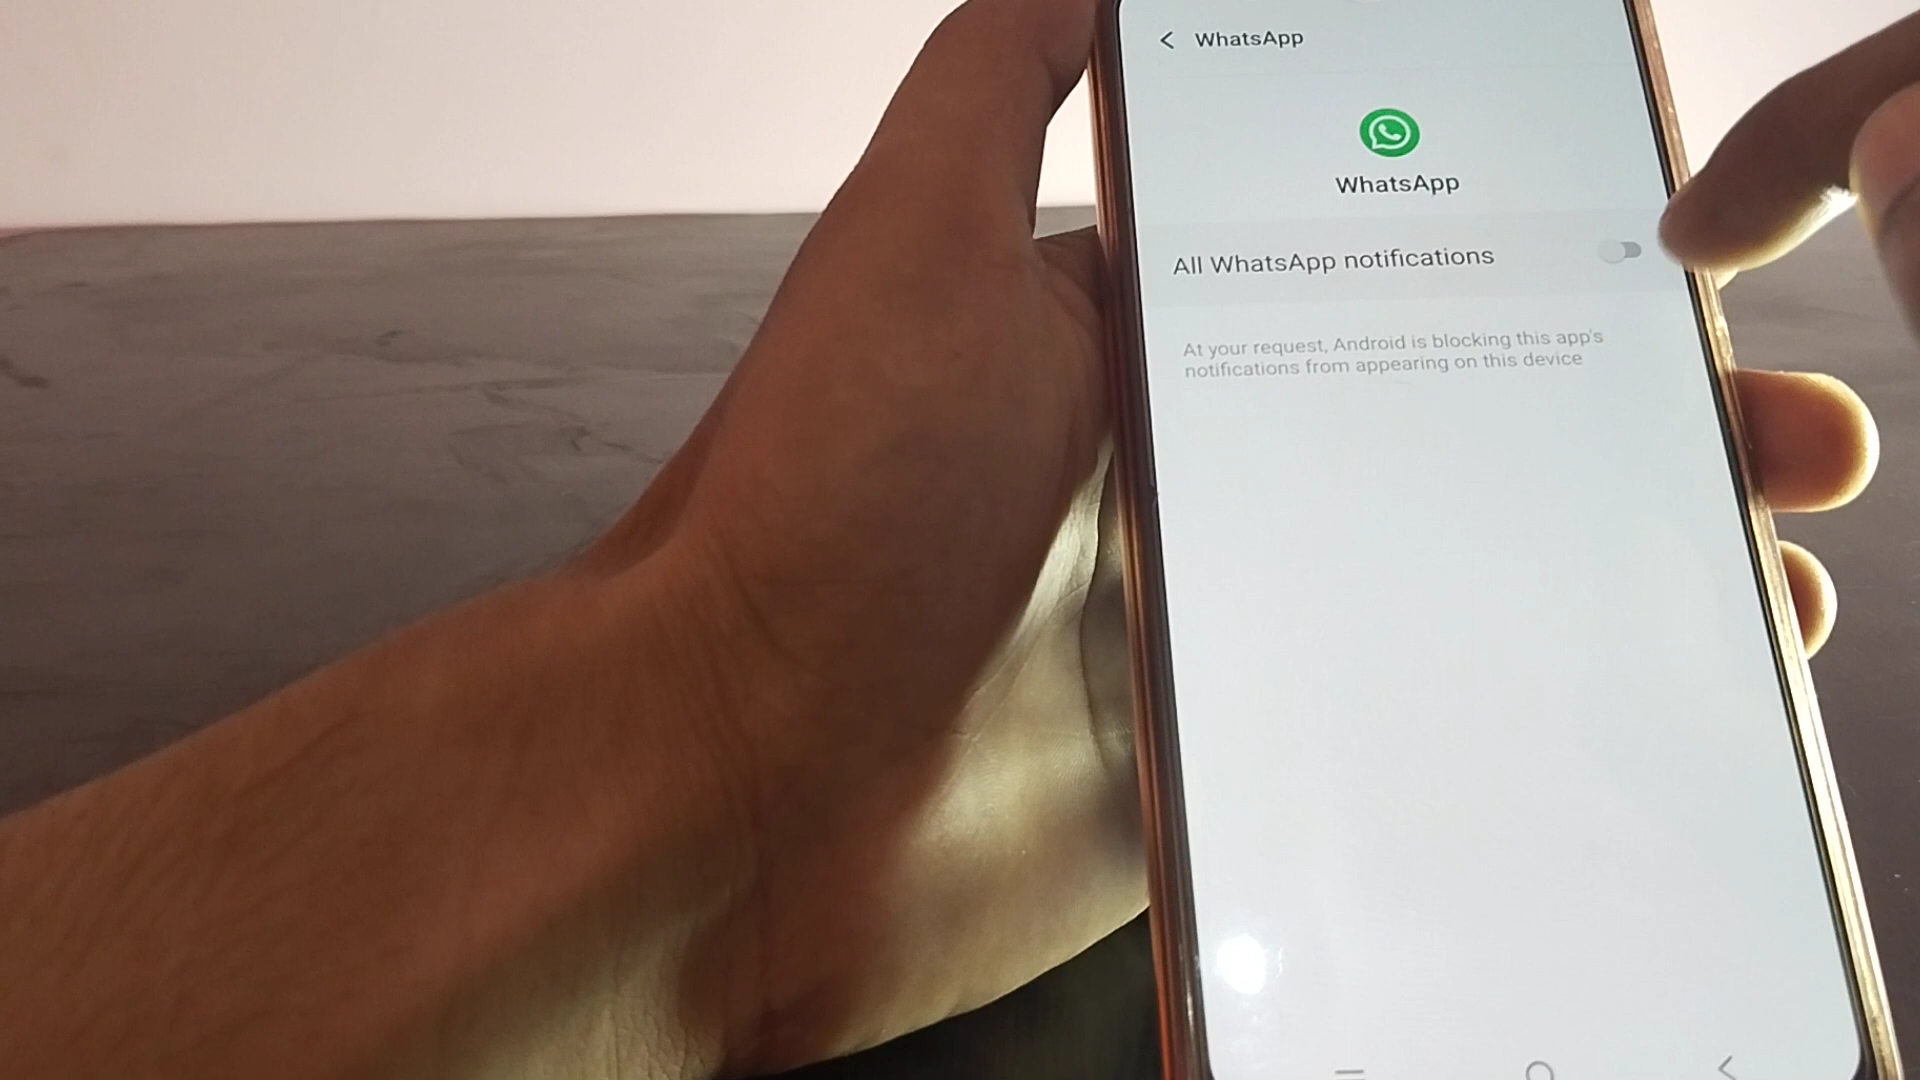 WhatsApp
WhatsApp
All WhatsApp notifications
At your request, Android is blocking this app's
notifications from appearing on this device